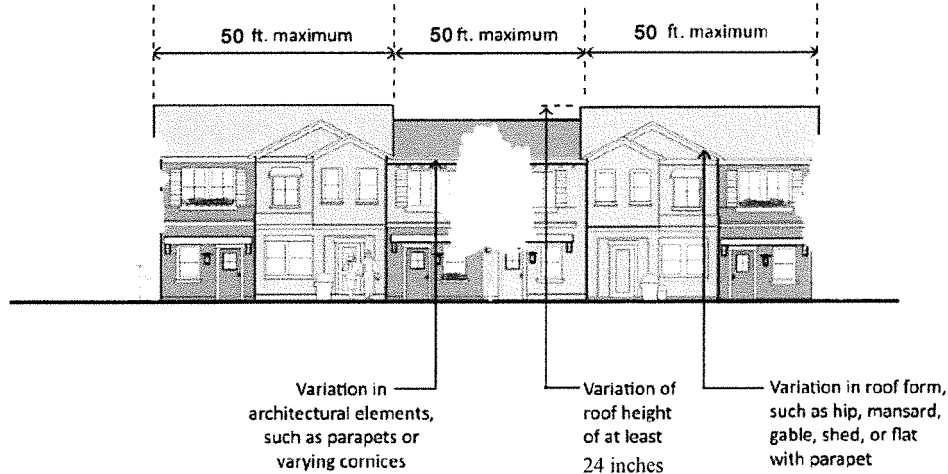 50 ft. maximum
50 ft. maximum
50 ft. maximum
Variation in
architectural elements,
such as parapets or
varying cornices
Variation of
roof height
of at least
24 inches
Variation in roof form,
such as hip, mansard,
gable, shed, or flat
with parapet